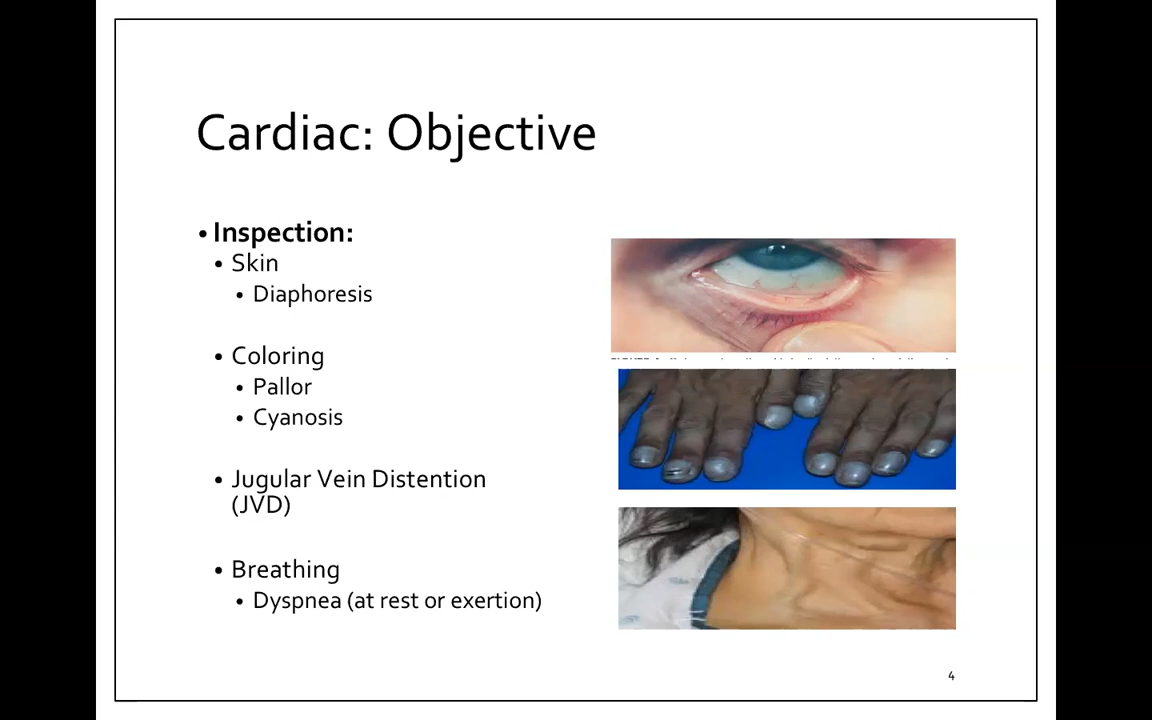 Cardiac: Objective
• Inspection:
• Skin
• Diaphoresis
• Coloring
• Pallor
• Cyanosis
• Jugular Vein Distention
(JVD)
• Breathing
• Dyspnea (at rest or exertion)
4